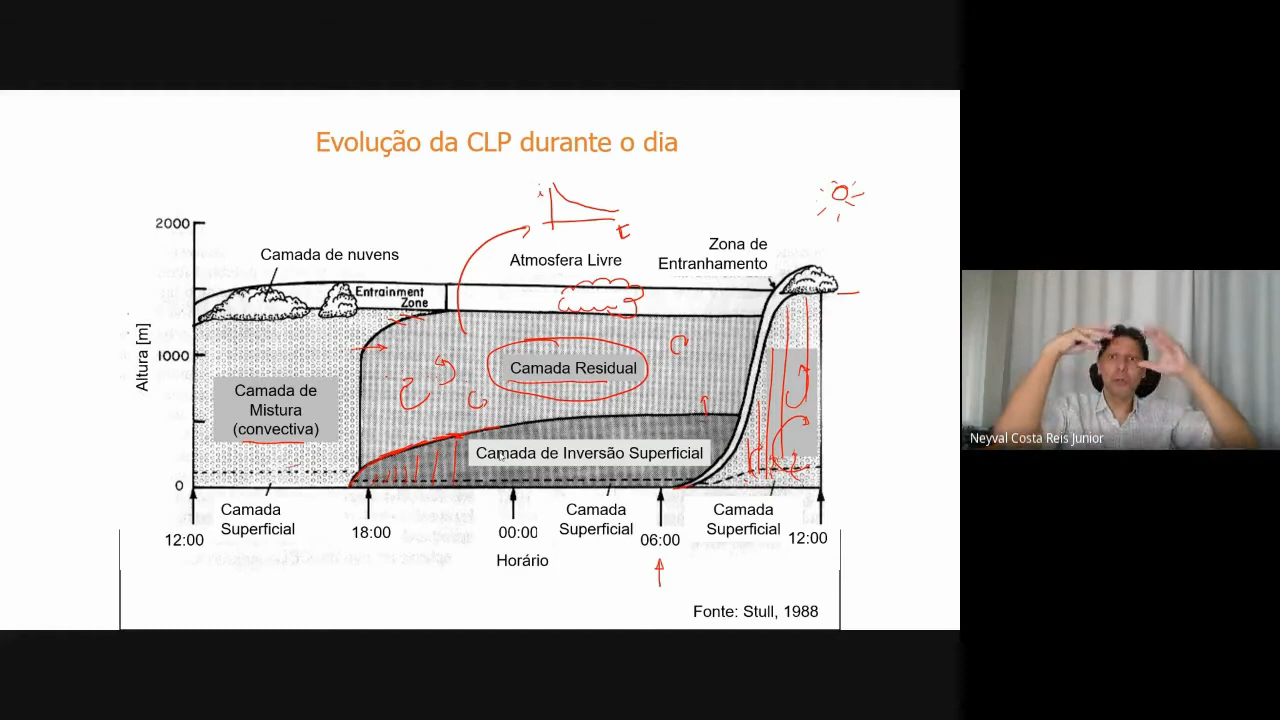 Evolução da CLP durante o dia
i
t
2000
Camada de nuvens
Atmosfera Livre
Zona de
Entranhamento
Entrainment
Zone
Altura [m]
1000
Camada de
Mistura
(convectiva)
Camada Residual
Camada de Inversão Superficial
0
Camada
Superficial
Camada
Superficial
Camada
Superficial
12:00
18:00
00:00
06:00
12:00
Horário
Fonte: Stull, 1988
Neyval Costa Reis Junior